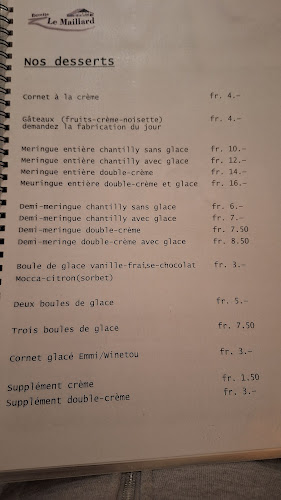 Buvette
Le Maillard
Nos desserts
Cornet à la crème fr. 4.-
Gâteaux (fruits-crème-noisette) fr. 4.-
demandez la fabrication du jour
Meringue entière chantilly sans glace fr. 10.-
Meringue entière chantilly avec glace fr. 12.-
Meringue entière double-crème fr. 14.-
Meuringue entière double-crème et glace fr. 16.-
Demi-meringue chantilly sans glace fr. 6.-
Demi-meringue chantilly avec glace fr. 7.-
Demi-meringue double-crème fr. 7.50
Demi-meringe double-crème avec glace fr. 8.50
Boule de glace vanille-fraise-chocolat fr. 3.-
Mocca-citron(sorbet)
Deux boules de glace fr. 5.-
Trois boules de glace fr. 7.50
Cornet glacé Emmi/Winetou fr. 3.-
Supplément crème fr. 1.50
Supplément double-crème fr. 3.-